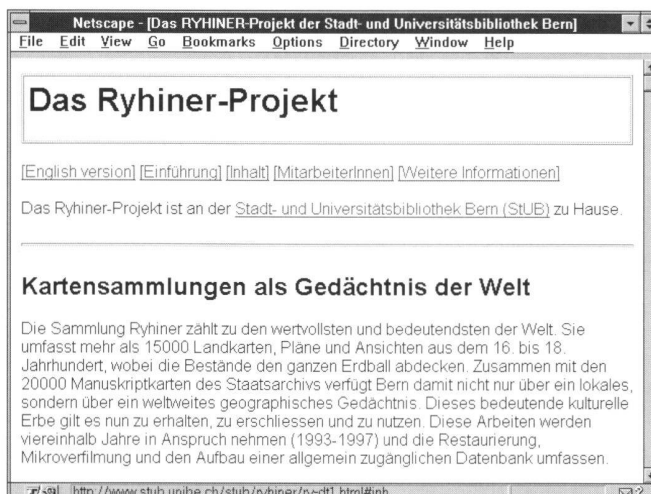 Netscape - [Das RYHINER-Projekt der Stadt- und Universitätsbibliothek Bern]
File Edit View Go Bookmarks Options Directory Window Help
Das Ryhiner-Projekt
[English version] [Einführung] [Inhalt] [MitarbeiterInnen] [Weitere Informationen]
Das Ryhiner-Projekt ist an der Stadt- und Universitätsbibliothek Bern (StUB) zu Hause.
Kartensammlungen als Gedächtnis der Welt
Die Sammlung Ryhiner zählt zu den wertvollsten und bedeutendsten der Welt. Sie
umfasst mehr als 15000 Landkarten, Pläne und Ansichten aus dem 16. bis 18.
Jahrhundert, wobei die Bestände den ganzen Erdball abdecken. Zusammen mit den
20000 Manuskriptkarten des Staatsarchivs verfügt Bern damit nicht nur über ein lokales,
sondern über ein weltweites geographisches Gedächtnis. Dieses bedeutende kulturelle
Erbe gilt es nun zu erhalten, zu erschliessen und zu nutzen. Diese Arbeiten werden
viereinhalb Jahre in Anspruch nehmen (1993-1997) und die Restaurierung,
Mikroverfilmung und den Aufbau einer allgemein zugänglichen Datenbank umfassen.